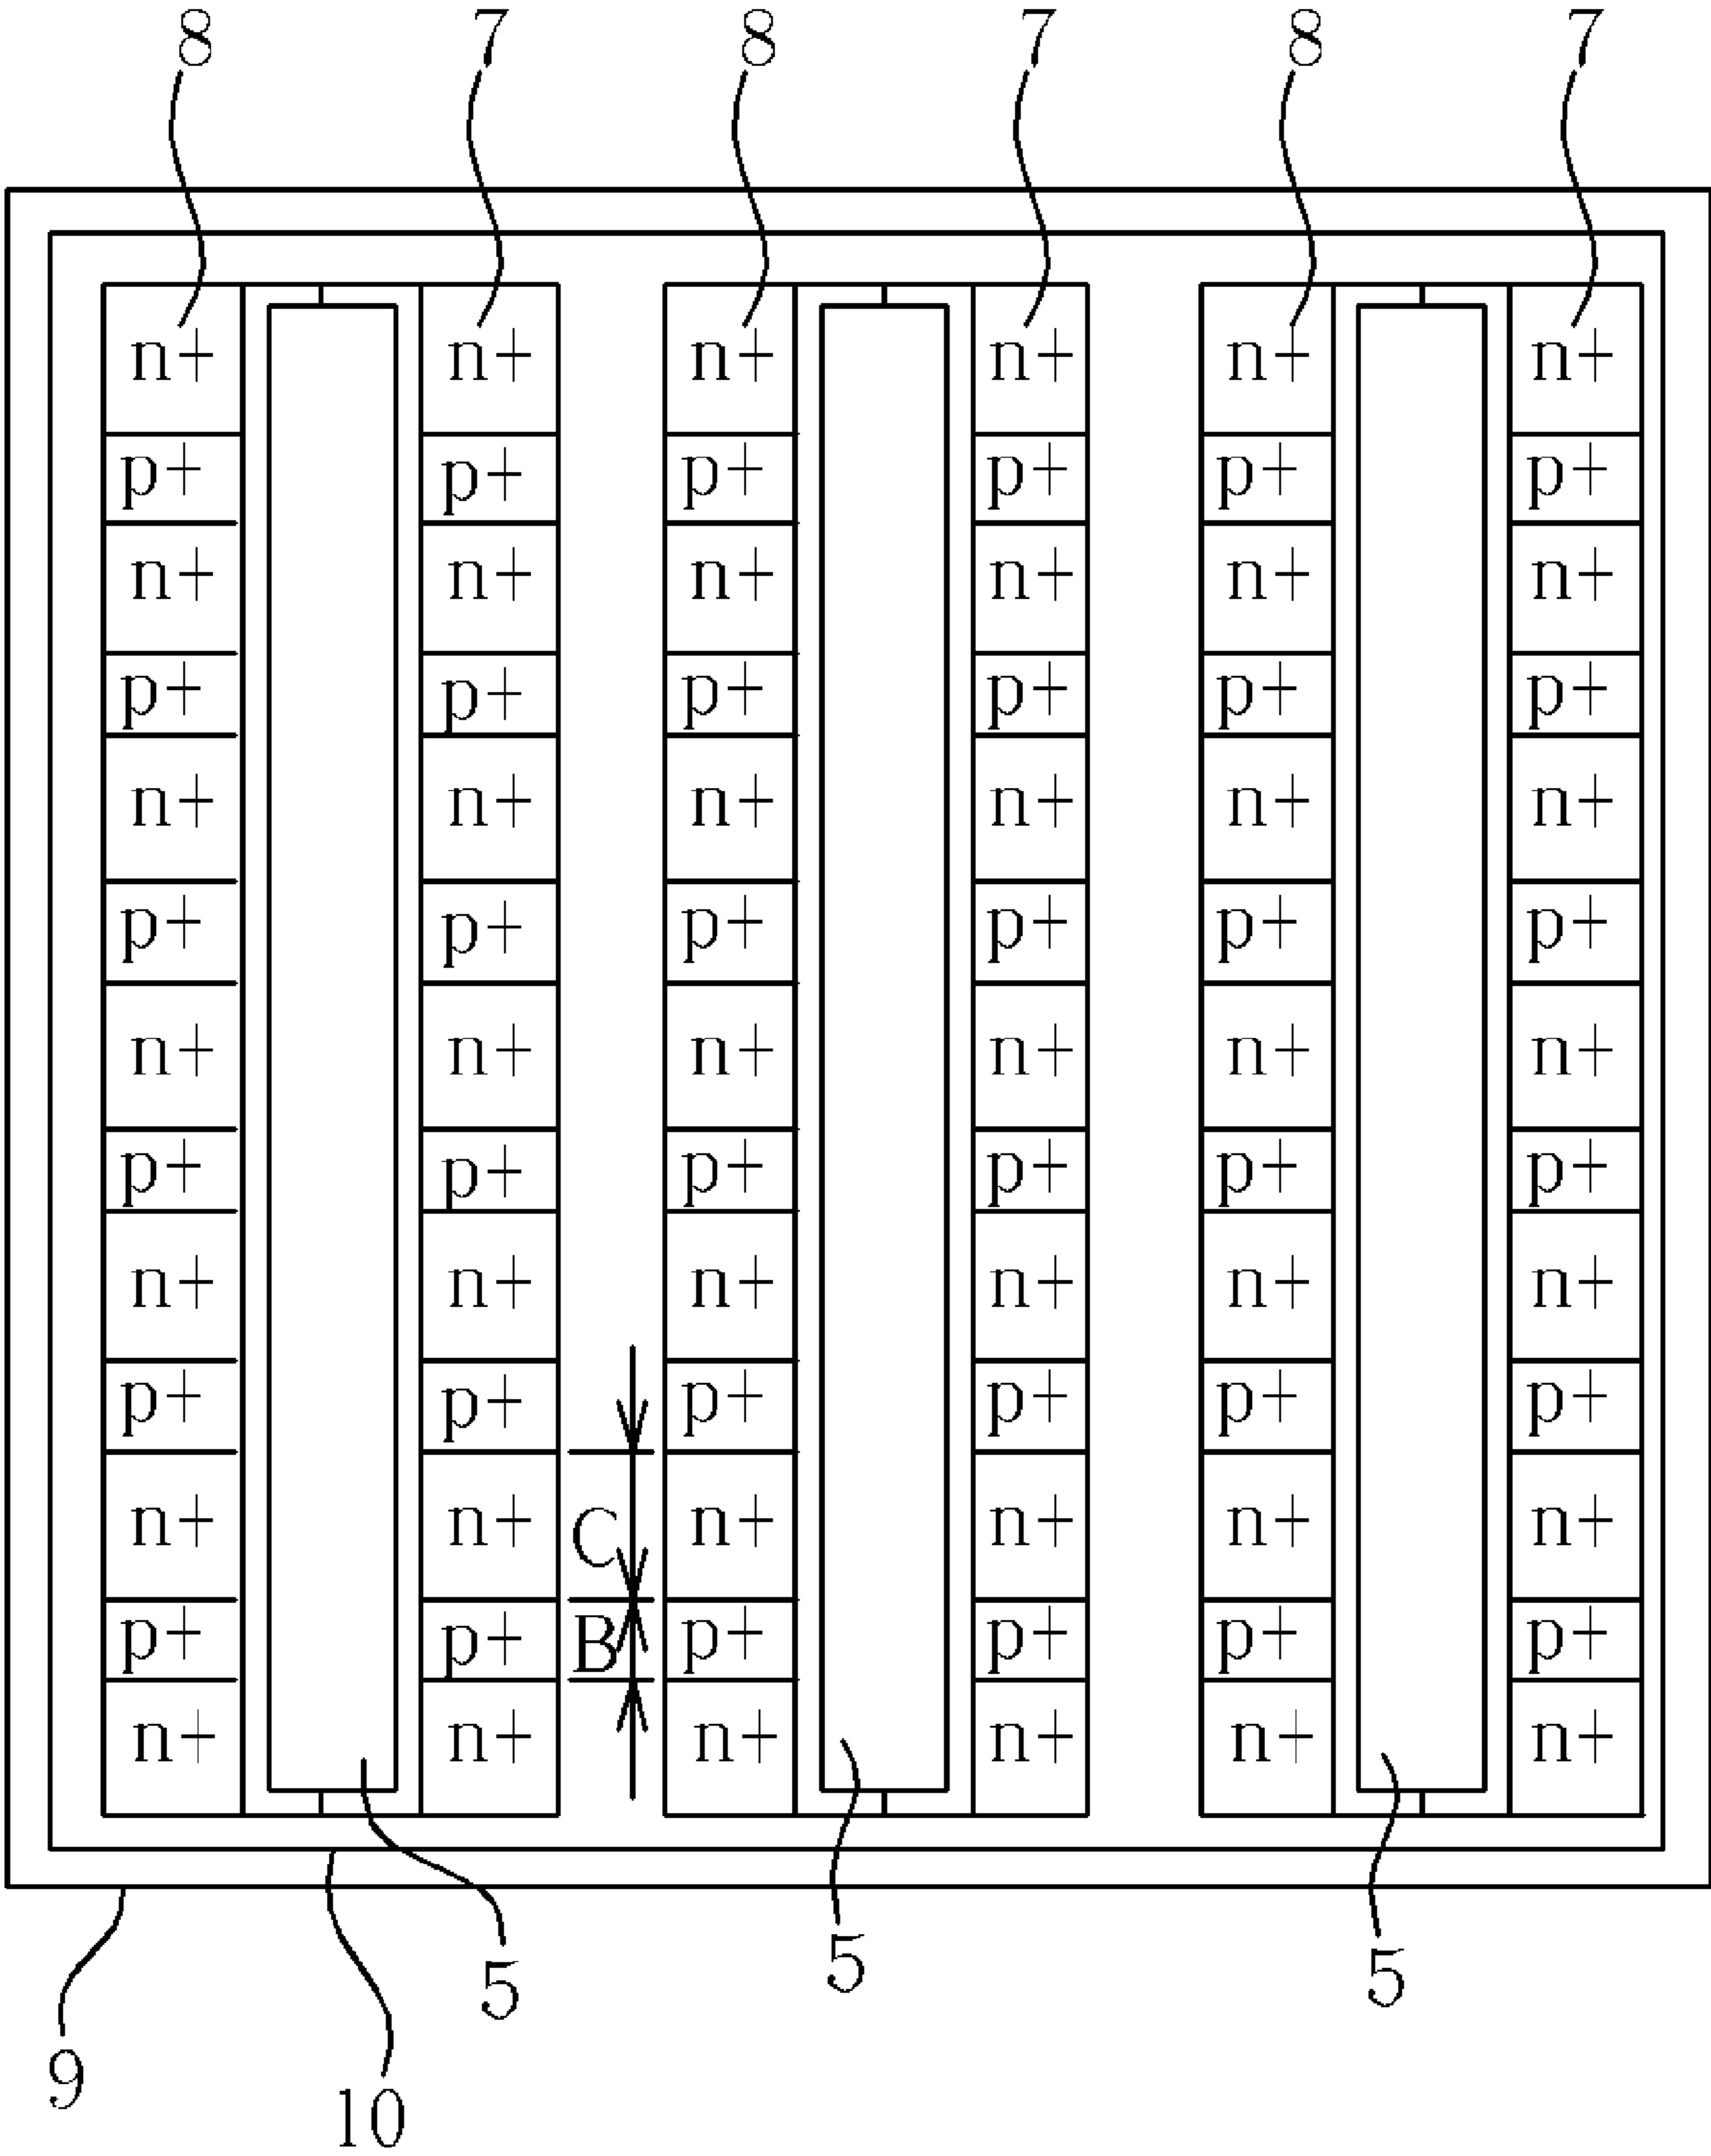 8 7 8 7 8 7
n+ n+ n+ n+ n+ n+
p+ p+ p+ p+ p+ p+
n+ n+ n+ n+ n+ n+
p+ p+ p+ p+ p+ p+
n+ n+ n+ n+ n+ n+
p+ p+ p+ p+ p+ p+
n+ n+ n+ n+ n+ n+
p+ p+ p+ p+ p+ p+
n+ n+ n+ n+ n+ n+
p+ p+ p+ p+ p+ p+
n+ n+ C n+ n+ n+ n+
p+ p+ B p+ p+ p+ p+
n+ n+ n+ n+ n+ n+
5 5 5
9 10